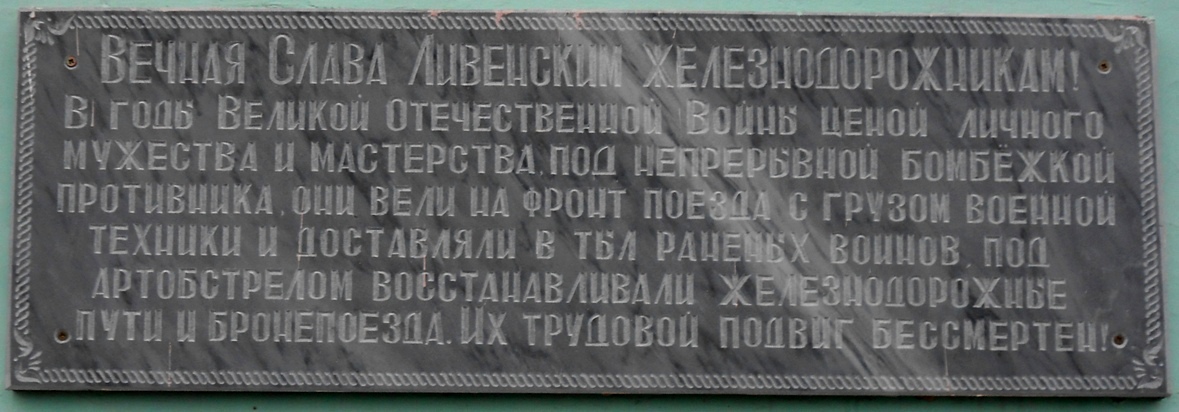 Вечная Слава Ливенским железнодорожникам!
В годы Великой Отечественной Войны ценой личного
мужества и мастерства, под непрерывной бомбёжкой
противника, они вели на фронт поезда с грузом военной
техники и доставляли в тыл раненых воинов, под
артобстрелом восстанавливали железнодорожные
пути и бронепоезда. Их трудовой подвиг бессмертен!